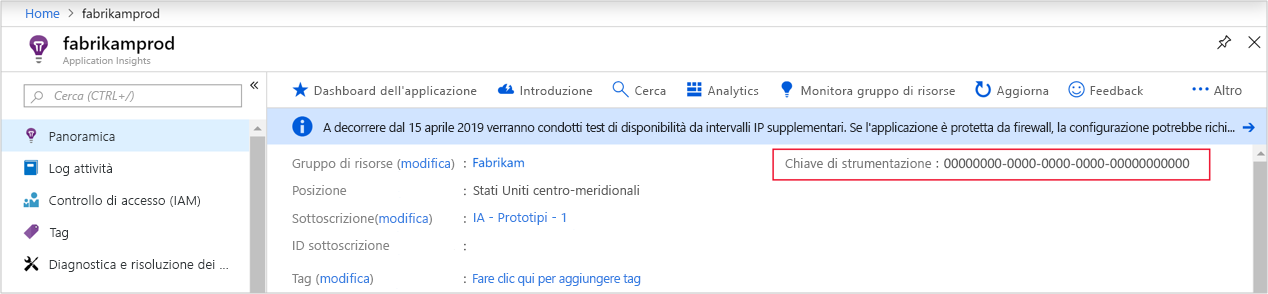 Home > fabrikamprod
fabrikamprod
Application Insights
Cerca (CTRL+/)
«
Panoramica
Log attività
Controllo di accesso (IAM)
Tag
Diagnostica e risoluzione dei ...
Dashboard dell'applicazione Introduzione Cerca Analytics Monitora gruppo di risorse Aggiorna Feedback ··· Altro
A decorrere dal 15 aprile 2019 verranno condotti test di disponibilità da intervalli IP supplementari. Se l'applicazione è protetta da firewall, la configurazione potrebbe richi... →
Gruppo di risorse (modifica) : Fabrikam
Chiave di strumentazione : 00000000-0000-0000-0000-00000000000
Posizione : Stati Uniti centro-meridionali
Sottoscrizione(modifica) : IA - Prototipi - 1
ID sottoscrizione :
Tag (modifica) : Fare clic qui per aggiungere tag